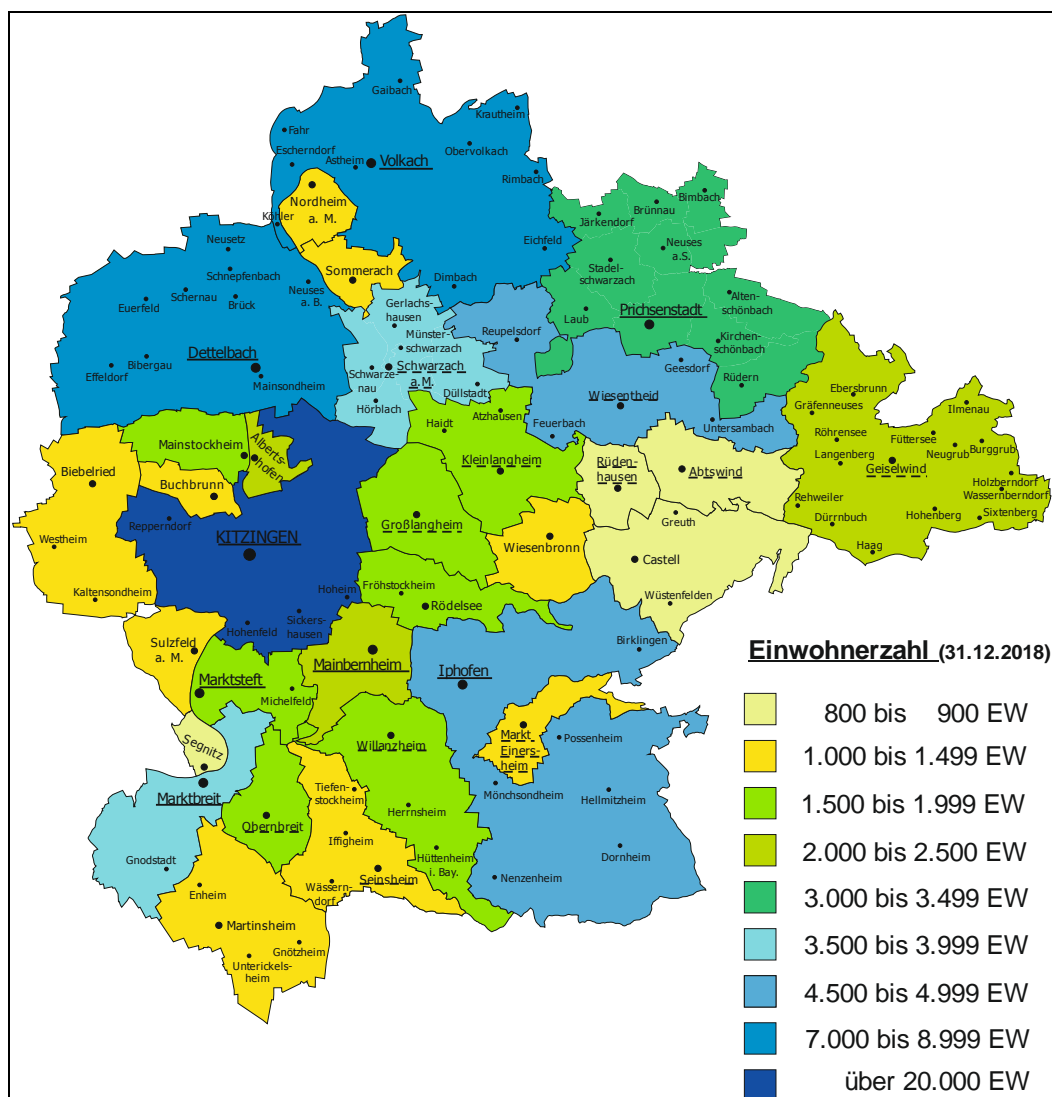 Gaibach
Krautheim
Fahr
Obervolkach
Escherndorf
Astheim
Volkach
Rimbach
Nordheim
a. M.
Köhler
Eichfeld
Sommerach
Dimbach
Bimbach
Brünnau
Järkendorf
Neuses
a.S.
Stadel-
schwarzach
Alten-
schönbach
Laub
Prichsenstadt
Kirchen-
schönbach
Rüdern
Neusetz
Schnepfenbach
Schernau
Neuses
a. B.
Euerfeld
Brück
Dettelbach
Bibergau
Effeldorf
Mainsondheim
Gerlachs-
hausen
Münster-
schwarzach
Schwarze-
nau
Schwarzach
a.M.
Düllstadt
Hörblach
Reupelsdorf
Geesdorf
Wiesentheid
Untersambach
Feuerbach
Atzhausen
Haidt
Kleinlangheim
Ebersbrunn
Gräfenneuses
Ilmenau
Röhrensee
Füttersee
Langenberg
Neugrub
Burggrub
Geiselwind
Holzberndorf
Wassernberndorf
Rehweiler
Dürrnbuch
Hohenberg
Sixtenberg
Haag
Mainstockheim
Alberts-
hofen
Biebelried
Buchbrunn
Repperndorf
KITZINGEN
Westheim
Kaltensondheim
Hoheim
Sickers-
hausen
Hohenfeld
Großlangheim
Rüden-
hausen
Abtswind
Greuth
Castell
Wüstenfelden
Wiesenbronn
Fröhstockheim
Rödelsee
Sulzfeld
a. M.
Marktsteft
Michelfeld
Mainbernheim
Iphofen
Birklingen
Markt
Einers-
heim
Possenheim
Mönchsondheim
Hellmitzheim
Dornheim
Nenzenheim
Segnitz
Marktbreit
Gnodstadt
Obernbreit
Willanzheim
Tiefen-
stockheim
Herrnsheim
Iffigheim
Hüttenheim
i. Bay.
Seinsheim
Wässern-
dorf
Enheim
Martinsheim
Gnötzheim
Unterickels-
heim
Einwohnerzahl (31.12.2018)
800 bis 900 EW
1.000 bis 1.499 EW
1.500 bis 1.999 EW
2.000 bis 2.500 EW
3.000 bis 3.499 EW
3.500 bis 3.999 EW
4.500 bis 4.999 EW
7.000 bis 8.999 EW
über 20.000 EW